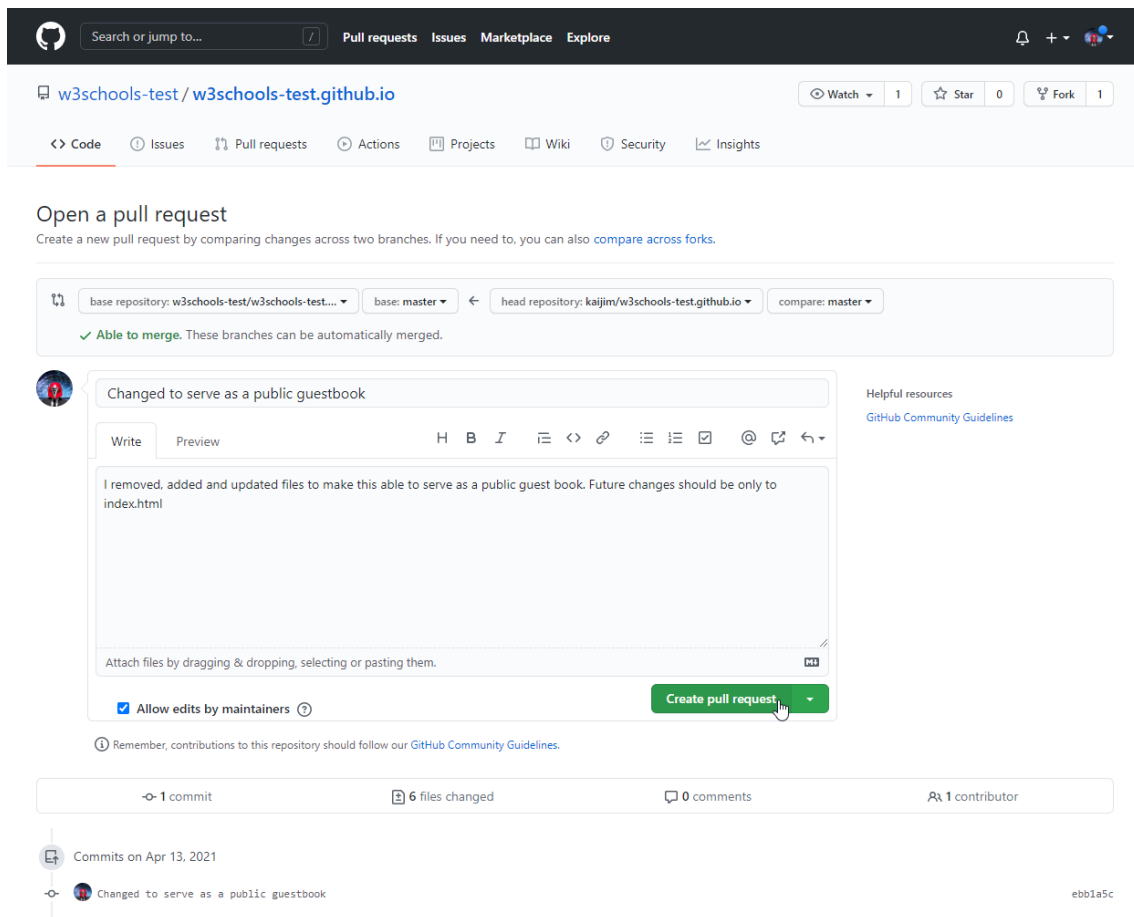 Search or jump to... / Pull requests Issues Marketplace Explore
w3schools-test / w3schools-test.github.io Watch 1 Star 0 Fork 1
<> Code Issues Pull requests Actions Projects Wiki Security Insights
Open a pull request
Create a new pull request by comparing changes across two branches. If you need to, you can also compare across forks.
base repository: w3schools-test/w3schools-test.... base: master ← head repository: kaijim/w3schools-test.github.io compare: master
Able to merge. These branches can be automatically merged.
Changed to serve as a public guestbook
Helpful resources
GitHub Community Guidelines
Write Preview H B I
I removed, added and updated files to make this able to serve as a public guest book. Future changes should be only to
index.html
Attach files by dragging & dropping, selecting or pasting them. M
Allow edits by maintainers ? Create pull request
Remember, contributions to this repository should follow our GitHub Community Guidelines.
1 commit 6 files changed 0 comments 1 contributor
Commits on Apr 13, 2021
Changed to serve as a public guestbook ebb1a5c